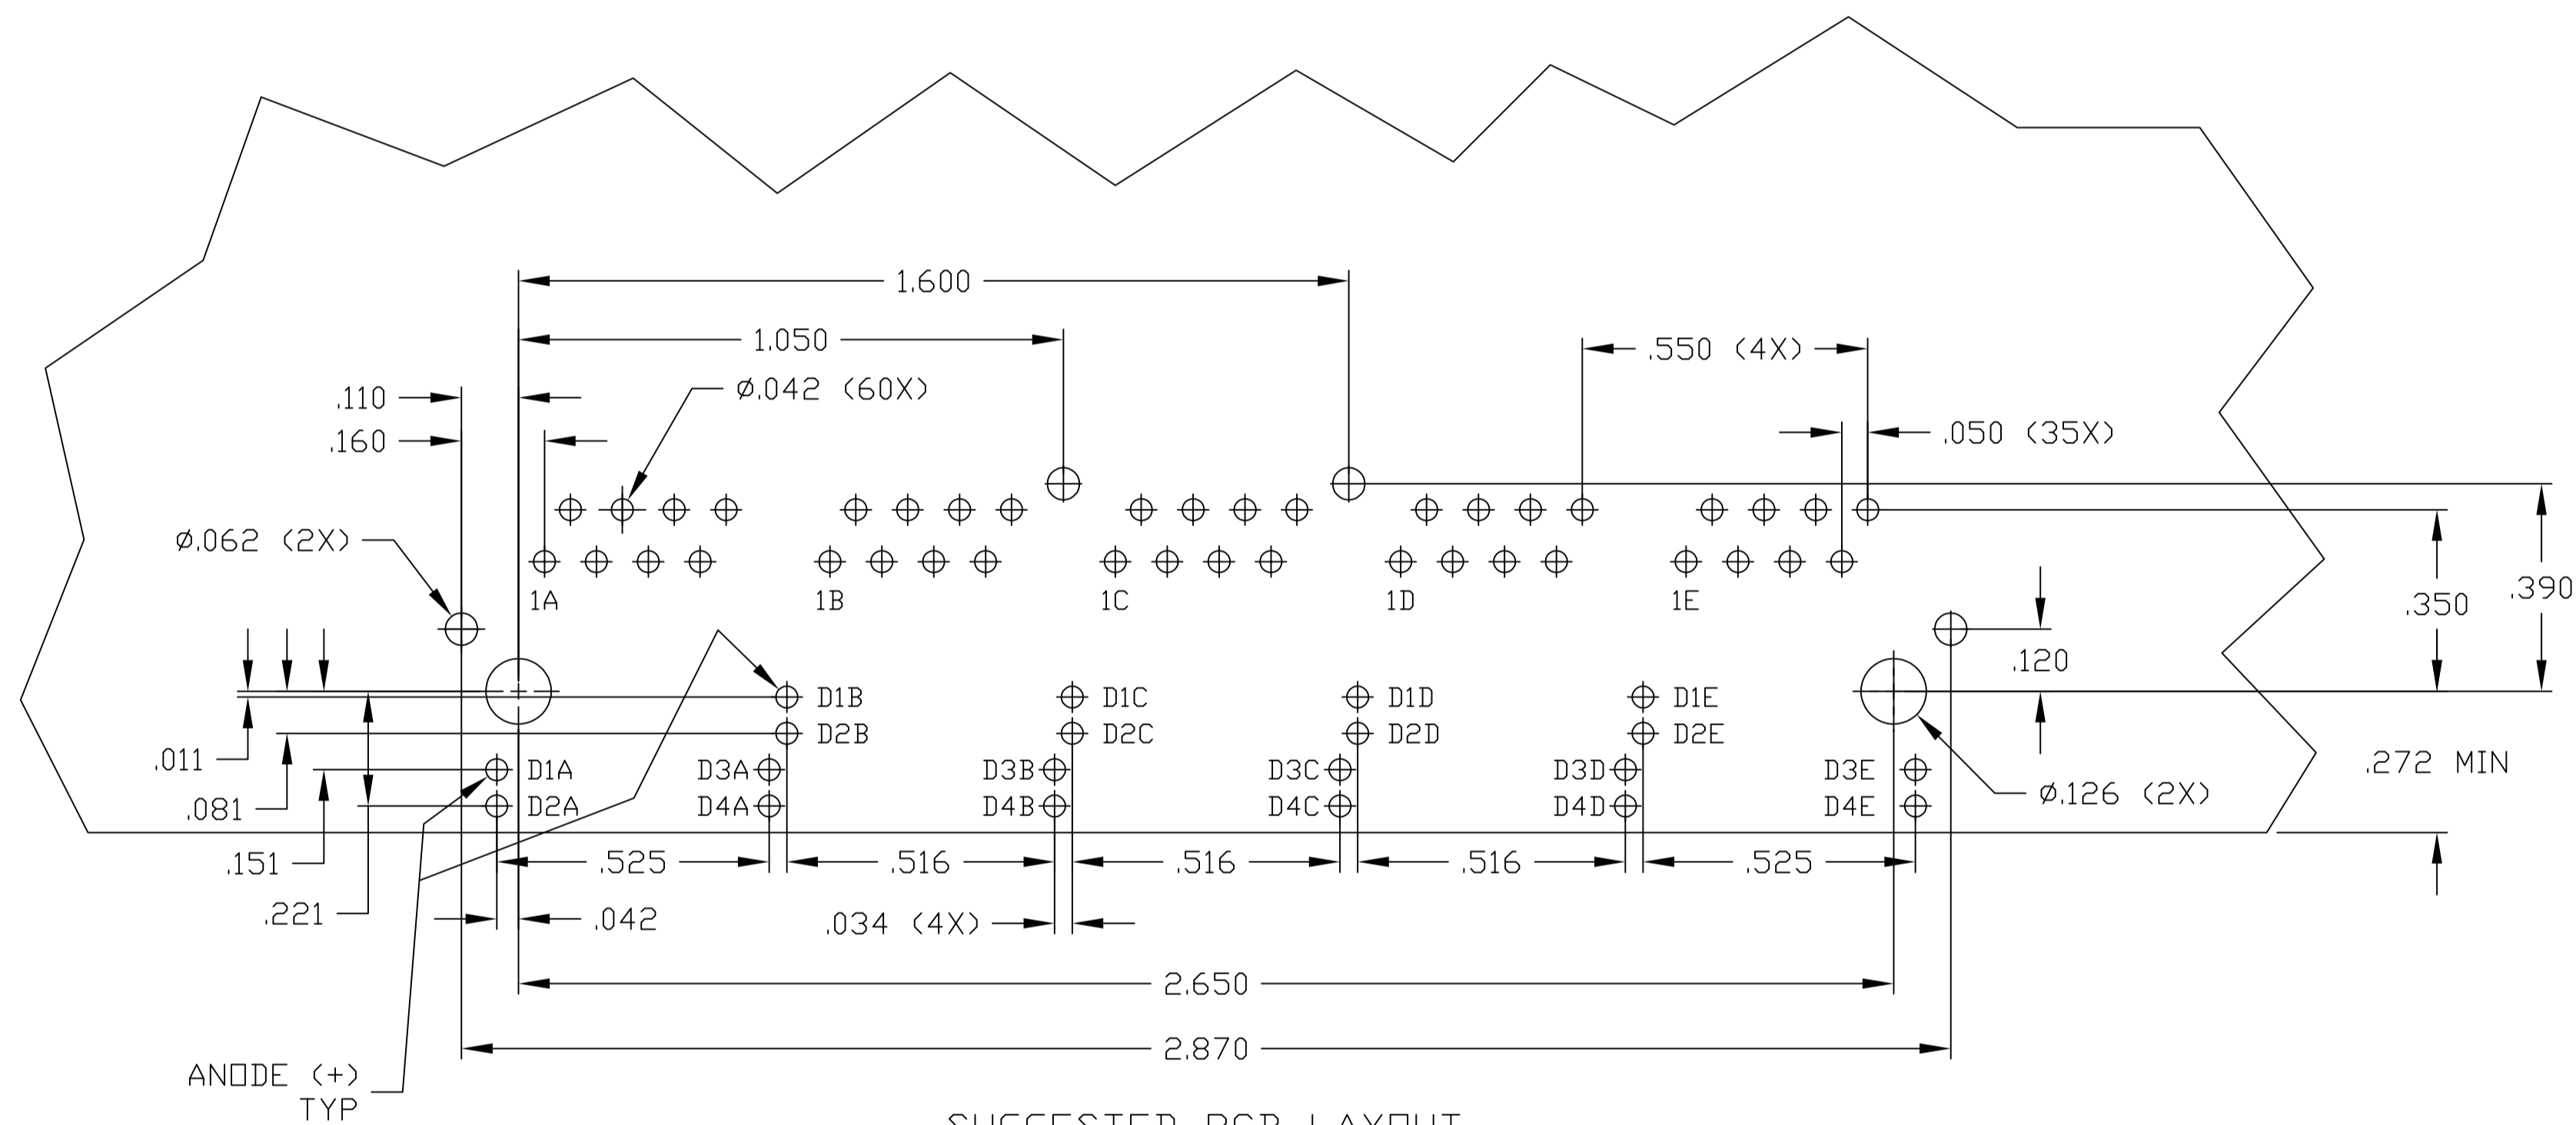 1.600
1.050
.550 (4X)
Ø.042 (60X)
.110
.050 (35X)
.160
Ø.062 (2X)
.390
.350
1A
1B
1C
1D
1E
.120
D1B
D1C
D1D
D1E
D2B
D2C
D2D
D2E
.011
.272 MIN
D1A
D3A
D3B
D3C
D3D
D3E
Ø.126 (2X)
.081
D2A
D4A
D4B
D4C
D4D
D4E
.151
.525
.516
.516
.516
.525
.221
.042
.034 (4X)
2.650
2.870
ANODE (+)
TYP
SUGGESTED PCB LAYOUT